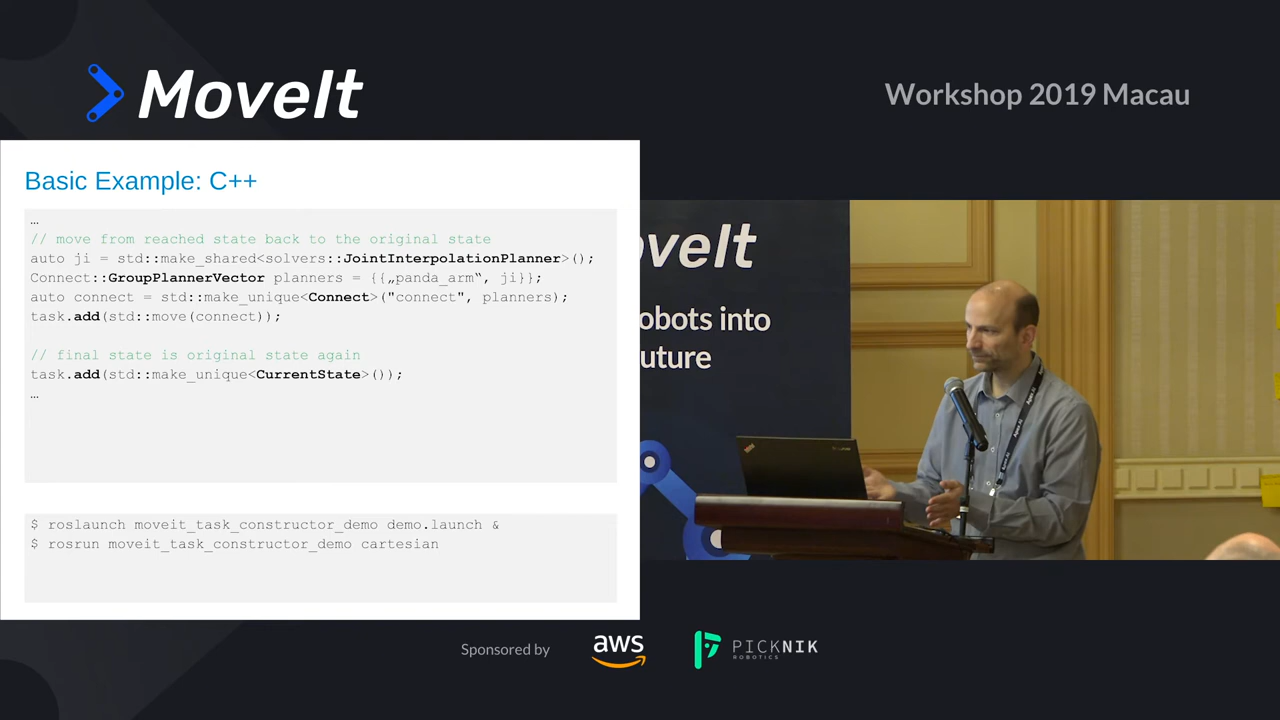 MoveIt
Workshop 2019 Macau
Basic Example: C++
…
// move from reached state back to the original state
auto ji = std::make_shared<solvers::JointInterpolationPlanner>();
Connect::GroupPlannerVector planners = {{„panda_arm“, ji}};
auto connect = std::make_unique<Connect>("connect", planners);
task.add(std::move(connect));
// final state is original state again
task.add(std::make_unique<CurrentState>());
…
$ roslaunch moveit_task_constructor_demo demo.launch &
$ rosrun moveit_task_constructor_demo cartesian
oveIt
obots into
uture
Sponsored by
aws
PICKNIK
ROBOTICS